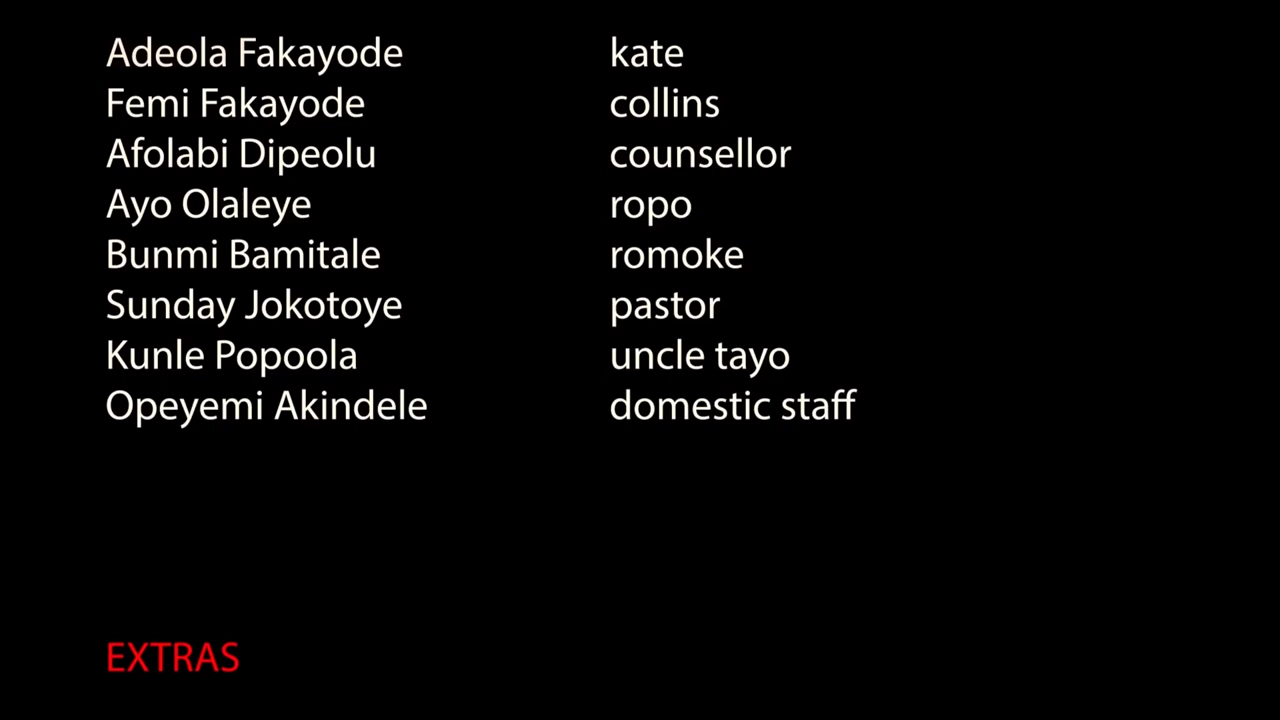 Adeola Fakayode kate
Femi Fakayode collins
Afolabi Dipeolu counsellor
Ayo Olaleye ropo
Bunmi Bamitale romoke
Sunday Jokotoye pastor
Kunle Popoola uncle tayo
Opeyemi Akindele domestic staff
EXTRAS